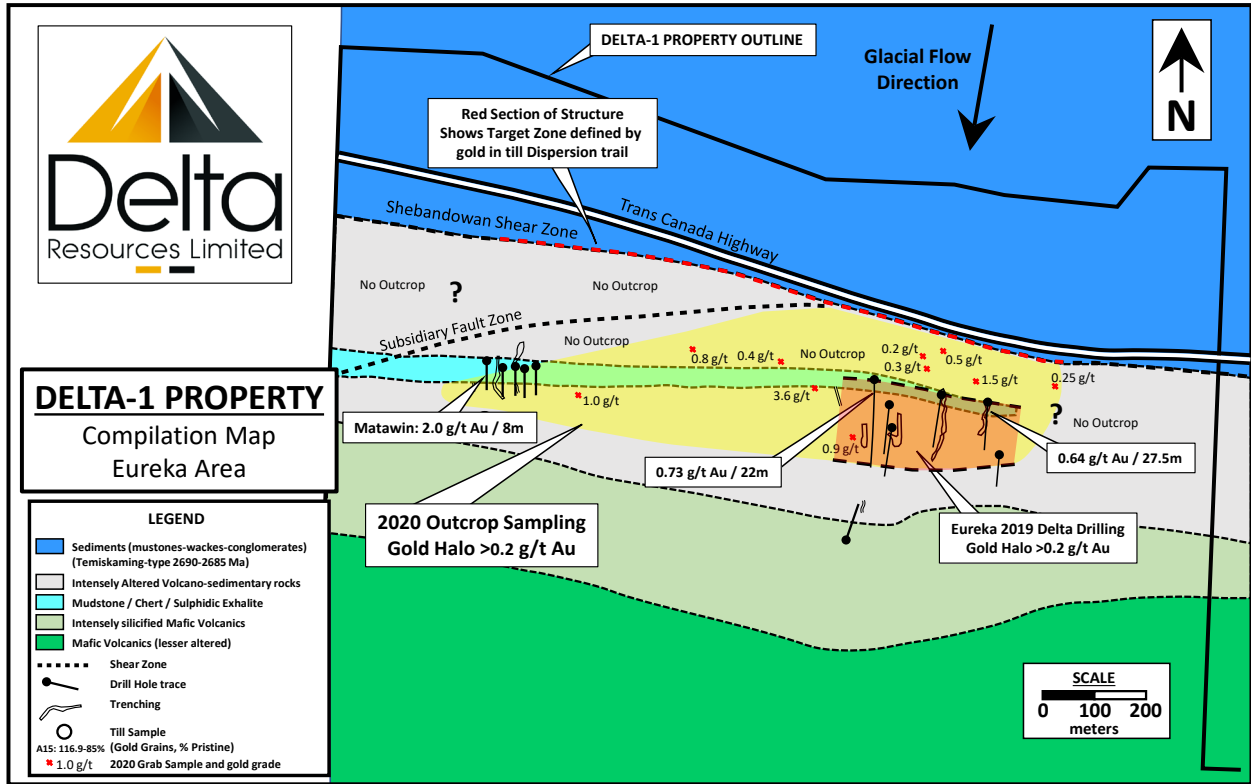 Delta
Resources Limited
DELTA-1 PROPERTY
Compilation Map
Eureka Area
LEGEND
Sediments (mustones-wackes-conglomerates)
(Temiskaming-type 2690-2685 Ma)
Intensely Altered Volcano-sedimentary rocks
Mudstone / Chert / Sulphidic Exhalite
Intensely silicified Mafic Volcanics
Mafic Volcanics (lesser altered)
Shear Zone
Drill Hole trace
Trenching
Till Sample
A15: 116.9-85% (Gold Grains, % Pristine)
1.0 g/t 2020 Grab Sample and gold grade
DELTA-1 PROPERTY OUTLINE
Glacial Flow
Direction
N
Red Section of Structure
Shows Target Zone defined by
gold in till Dispersion trail
Shebandowan Shear Zone
Trans Canada Highway
No Outcrop
?
No Outcrop
Subsidiary Fault Zone
No Outcrop
0.8 g/t
0.4 g/t
No Outcrop
0.2 g/t
0.5 g/t
0.3 g/t
1.5 g/t
0.25 g/t
1.0 g/t
3.6 g/t
?
No Outcrop
Matawin: 2.0 g/t Au / 8m
0.9 g/t
0.73 g/t Au / 22m
0.64 g/t Au / 27.5m
2020 Outcrop Sampling
Gold Halo >0.2 g/t Au
Eureka 2019 Delta Drilling
Gold Halo >0.2 g/t Au
SCALE
0 100 200
meters